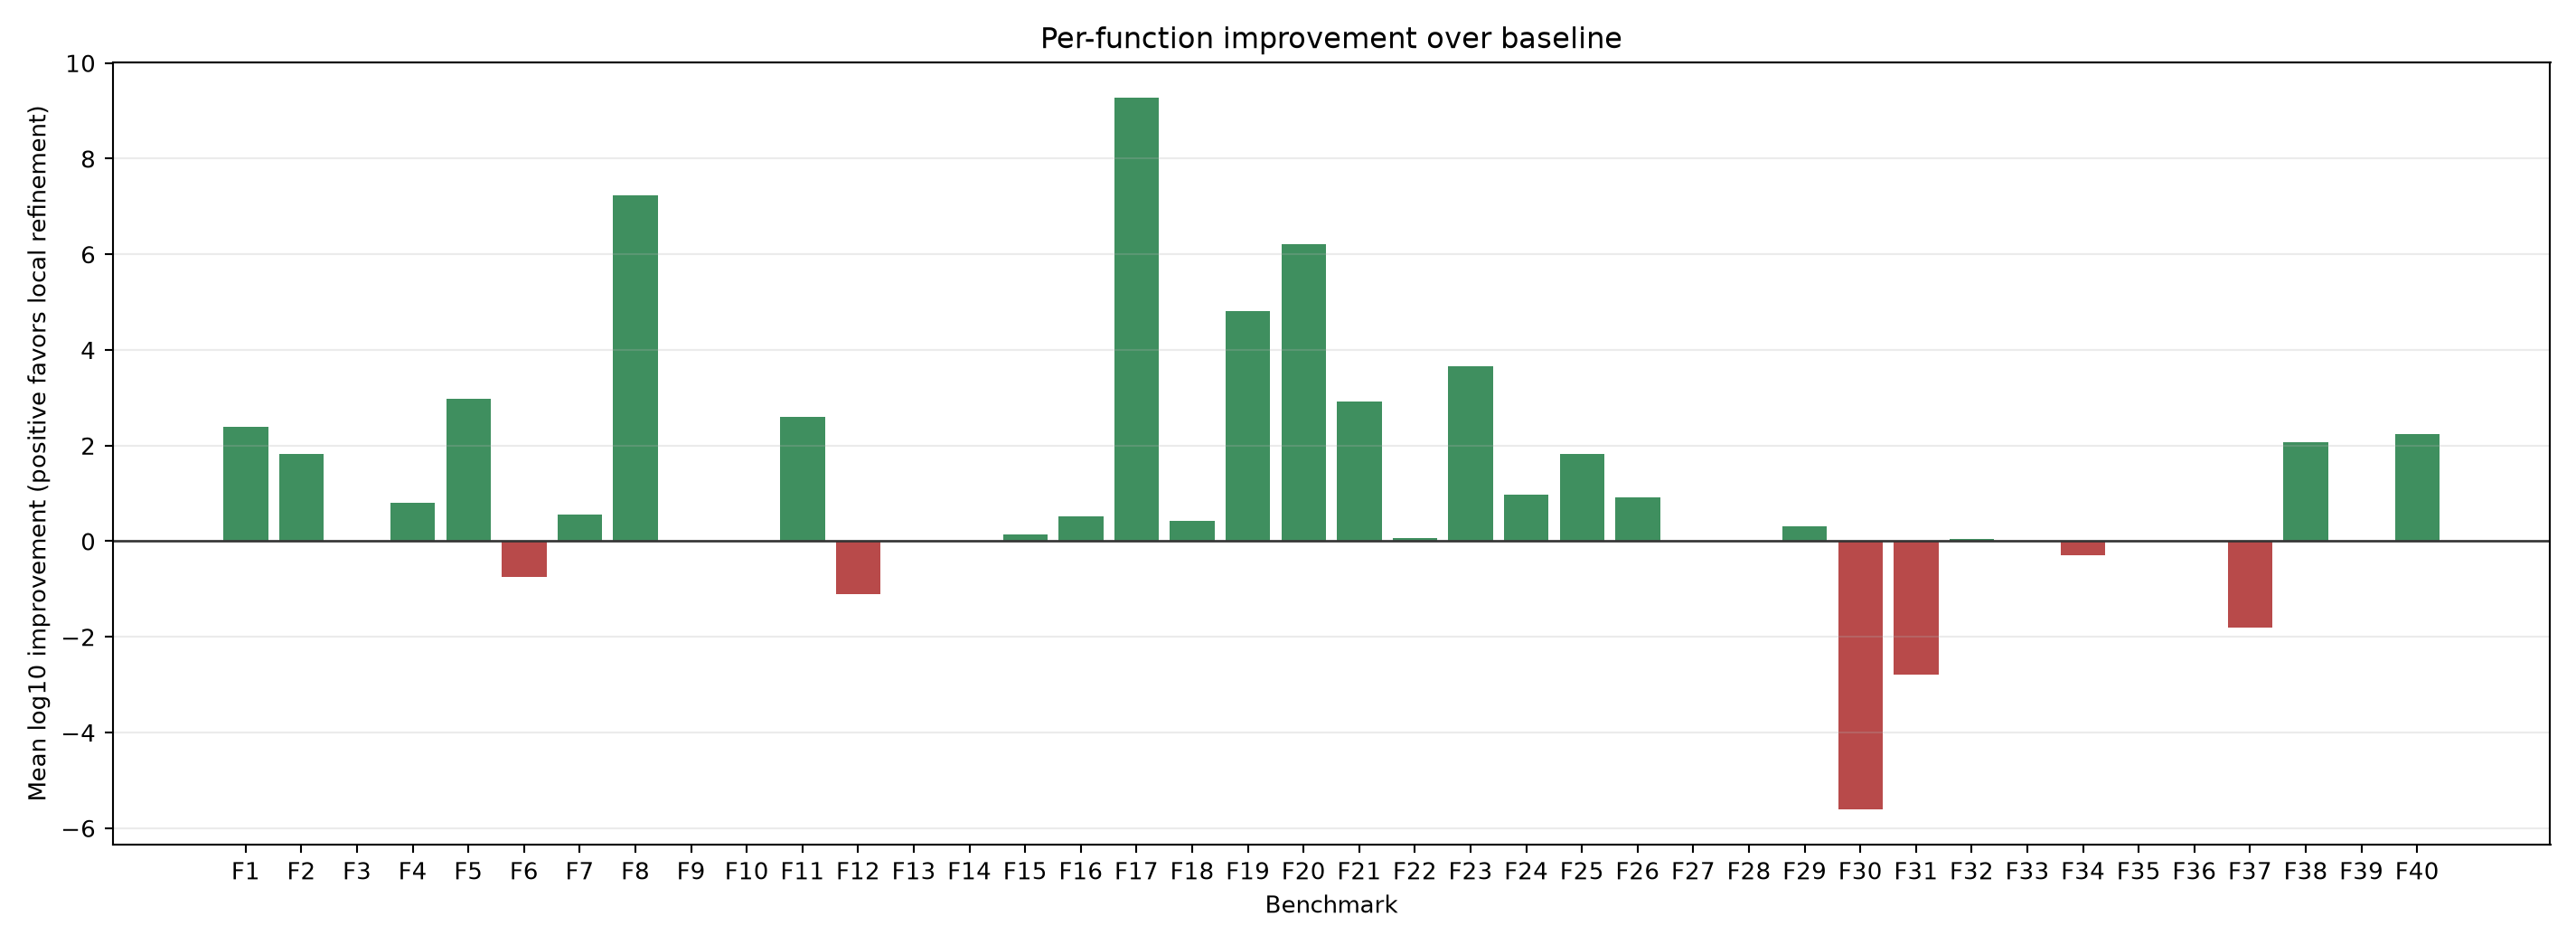 Per-function improvement over baseline
Mean log10 improvement (positive favors local refinement)
10
8
6
4
2
0
−2
−4
−6
F1 F2 F3 F4 F5 F6 F7 F8 F9 F10 F11 F12 F13 F14 F15 F16 F17 F18 F19 F20 F21 F22 F23 F24 F25 F26 F27 F28 F29 F30 F31 F32 F33 F34 F35 F36 F37 F38 F39 F40
Benchmark